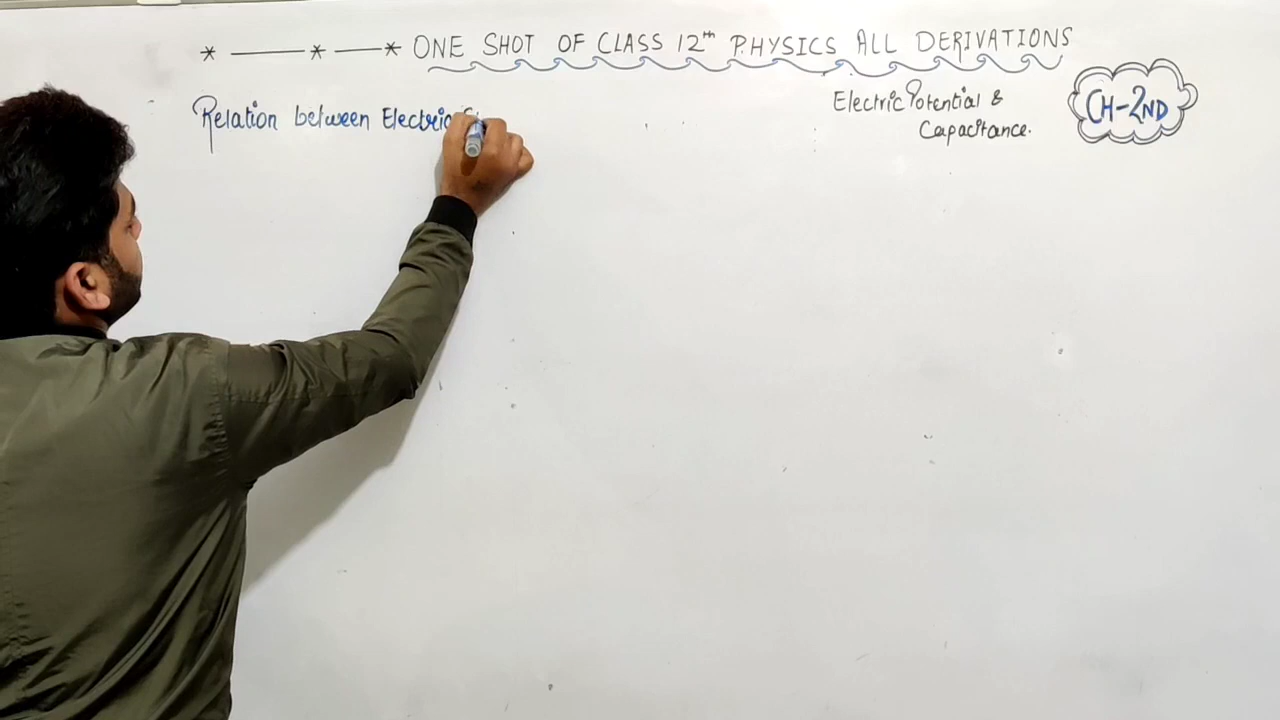 * —— * —* ONE SHOT OF CLASS 12th PHYSICS ALL DERIVATIONS
Electric Potential &
Capacitance.
CH-2ND
Relation between Electric